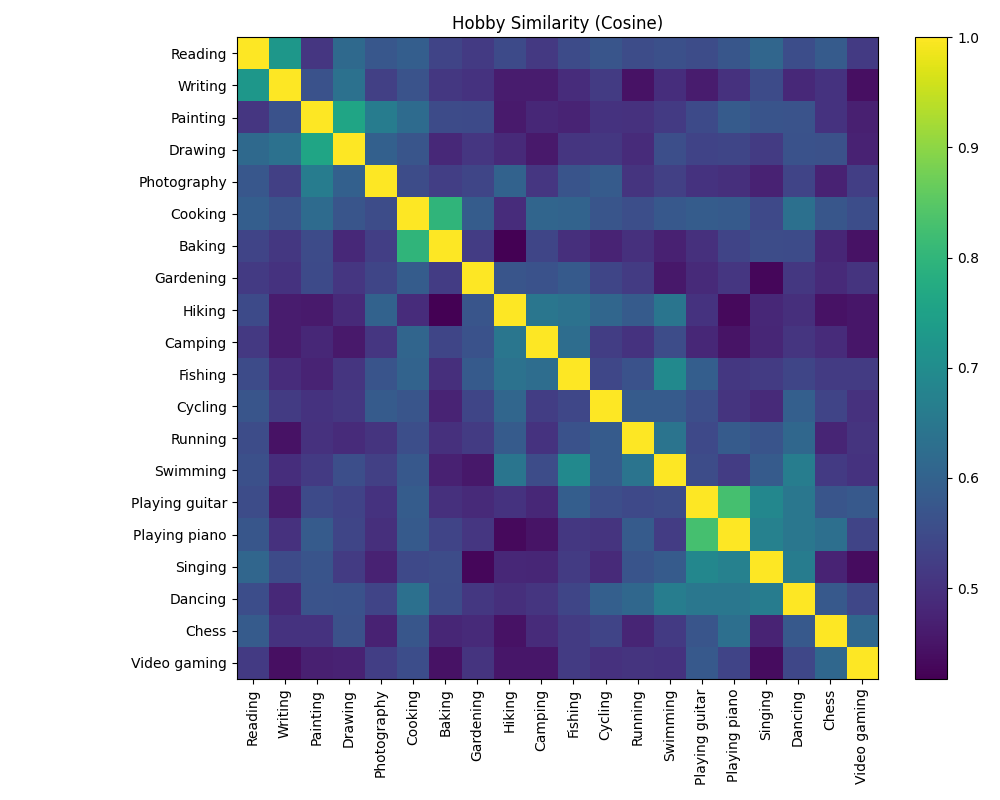 Hobby Similarity (Cosine)
Reading
Writing
Painting
Drawing
Photography
Cooking
Baking
Gardening
Hiking
Camping
Fishing
Cycling
Running
Swimming
Playing guitar
Playing piano
Singing
Dancing
Chess
Video gaming
Reading
Writing
Painting
Drawing
Photography
Cooking
Baking
Gardening
Hiking
Camping
Fishing
Cycling
Running
Swimming
Playing guitar
Playing piano
Singing
Dancing
Chess
Video gaming
1.0
0.9
0.8
0.7
0.6
0.5